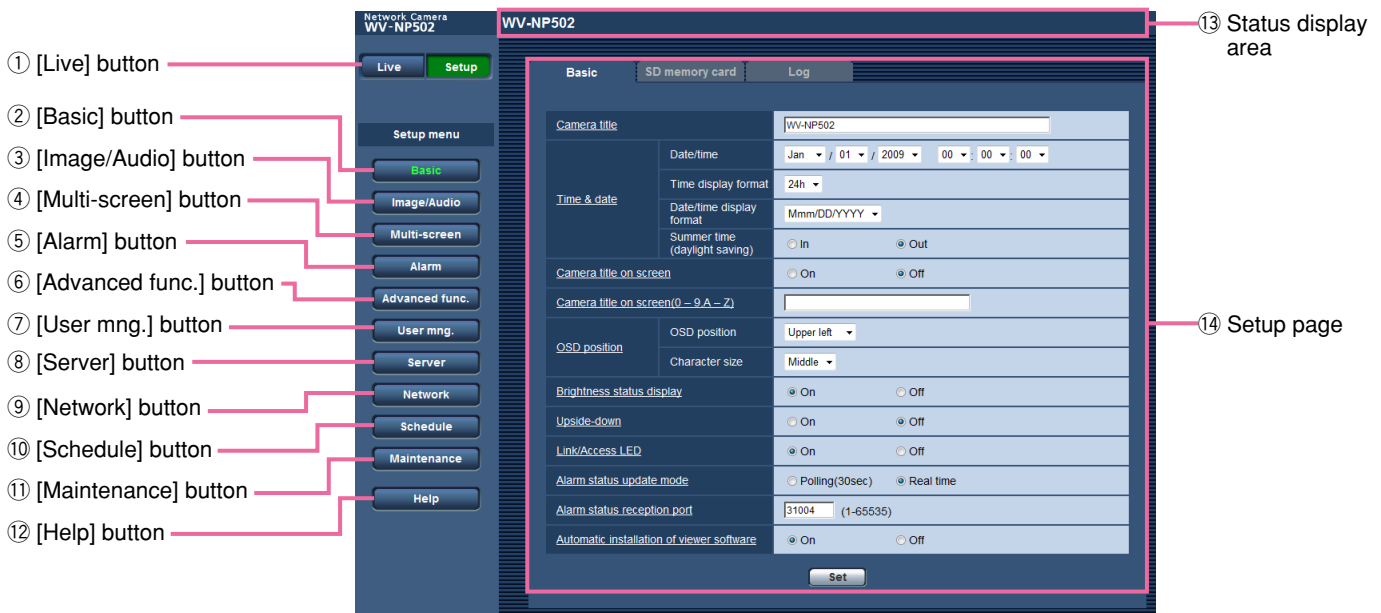 ① [Live] button
② [Basic] button
③ [Image/Audio] button
④ [Multi-screen] button
⑤ [Alarm] button
⑥ [Advanced func.] button
⑦ [User mng.] button
⑧ [Server] button
⑨ [Network] button
⑩ [Schedule] button
⑪ [Maintenance] button
⑫ [Help] button
Network Camera
WV-NP502
Live Setup
Setup menu
Basic
Image/Audio
Multi-screen
Alarm
Advanced func.
User mng.
Server
Network
Schedule
Maintenance
Help
WV-NP502
Basic SD memory card Log
Camera title WV-NP502
Time & date
Date/time Jan / 01 / 2009 00 : 00 : 00
Time display format 24h
Date/time display
format Mmm/DD/YYYY
Summer time
(daylight saving) In Out
Camera title on screen On Off
Camera title on screen(0 – 9,A – Z)
OSD position
OSD position Upper left
Character size Middle
Brightness status display On Off
Upside-down On Off
Link/Access LED On Off
Alarm status update mode Polling(30sec) Real time
Alarm status reception port 31004 (1-65535)
Automatic installation of viewer software On Off
Set
⑬ Status display
area
⑭ Setup page